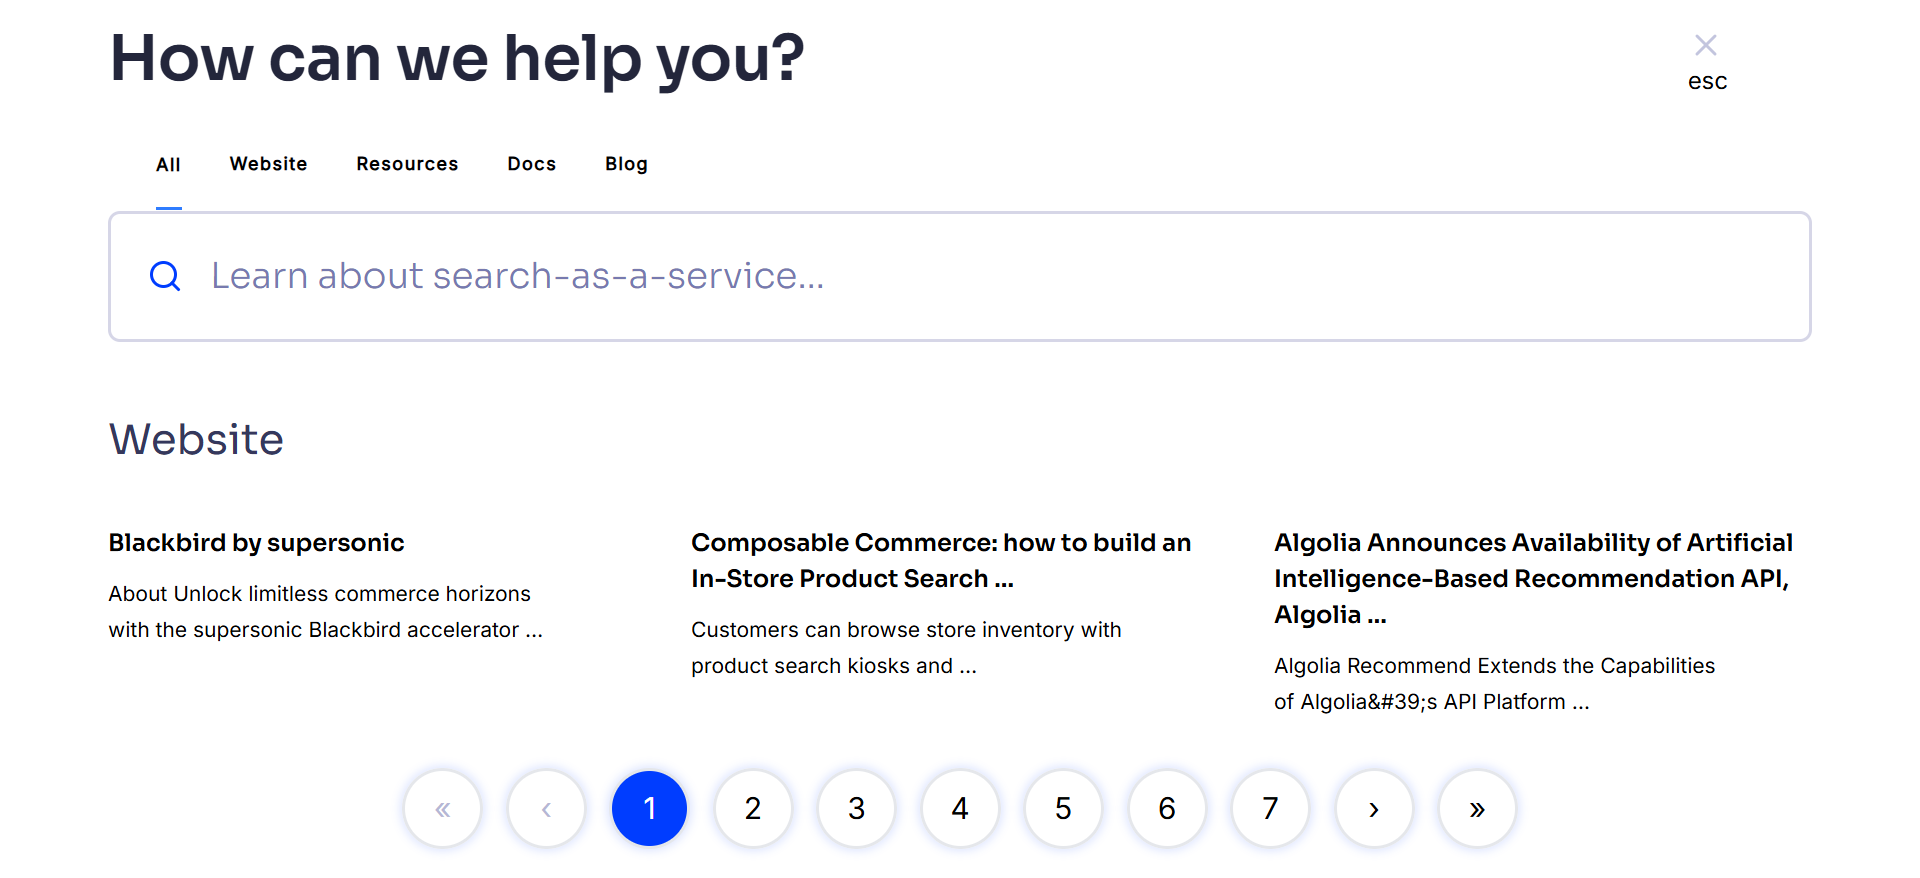 How can we help you?
esc
All Website Resources Docs Blog
Learn about search-as-a-service...
Website
Blackbird by supersonic
About Unlock limitless commerce horizons
with the supersonic Blackbird accelerator ...
Composable Commerce: how to build an
In-Store Product Search ...
Customers can browse store inventory with
product search kiosks and ...
Algolia Announces Availability of Artificial
Intelligence-Based Recommendation API,
Algolia ...
Algolia Recommend Extends the Capabilities
of Algolia&#39;s API Platform ...
« ‹ 1 2 3 4 5 6 7 › »